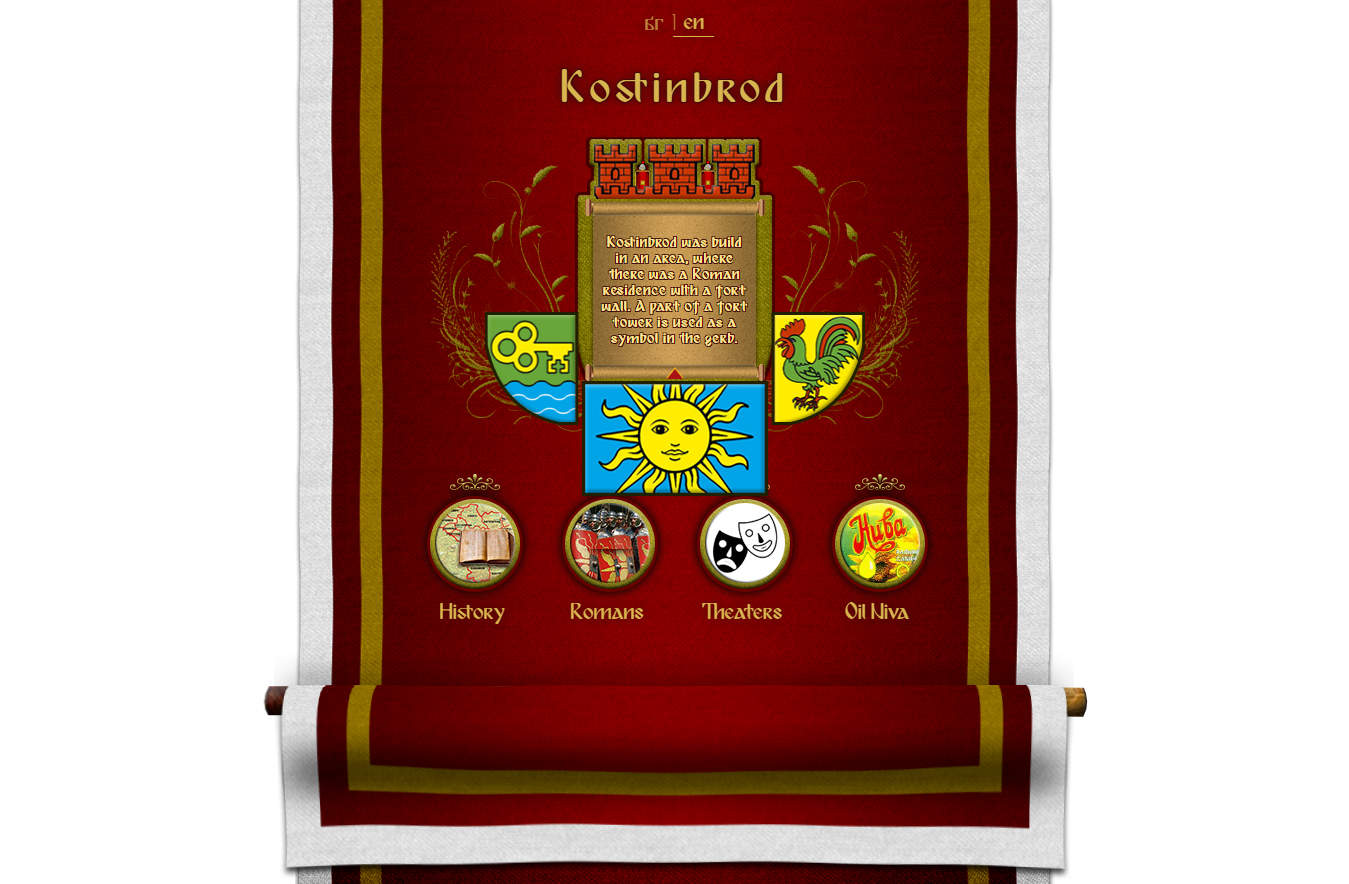 бг | en
Kostinbrod
Kostinbrod was build
in an area, where
there was a Roman
residence with a fort
wall. A part of a fort
tower is used as a
symbol in the gerb.
Нива
History
Romans
Theaters
Oil Niva